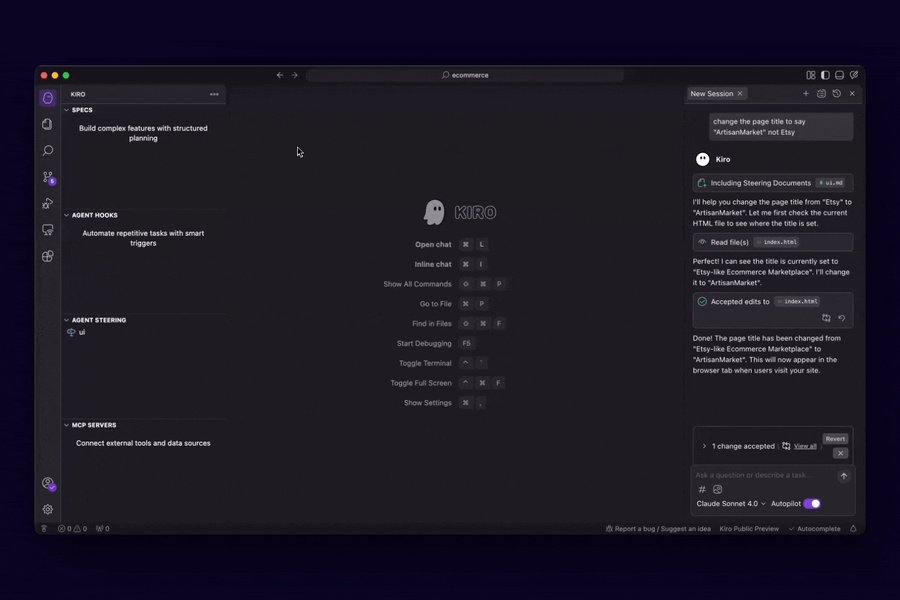 ecommerce
KIRO
SPECS
Build complex features with structured
planning
AGENT HOOKS
Automate repetitive tasks with smart
triggers
AGENT STEERING
ui
MCP SERVERS
Connect external tools and data sources
5
KIRO
Open chat ⌘ L
Inline chat ⌘ I
Show All Commands ⇧ ⌘ P
Go to File ⌘ P
Find in Files ⇧ ⌘ F
Start Debugging F5
Toggle Terminal ^ `
Toggle Full Screen ^ ⌘ F
Show Settings ⌘ ,
New Session
change the page title to say
"ArtisanMarket" not Etsy
Kiro
Including Steering Documents ui.md
I'll help you change the page title from "Etsy" to
"ArtisanMarket". Let me first check the current
HTML file to see where the title is set.
Read file(s) index.html
Perfect! I can see the title is currently set to
"Etsy-like Ecommerce Marketplace". I'll change
it to "ArtisanMarket".
Accepted edits to index.html
Done! The page title has been changed from
"Etsy-like Ecommerce Marketplace" to
"ArtisanMarket". This will now appear in the
browser tab when users visit your site.
1 change accepted View all Revert
Ask a question or describe a task...
#
Claude Sonnet 4.0 Autopilot
0 0 0
Report a bug / Suggest an idea Kiro Public Preview Autocomplete